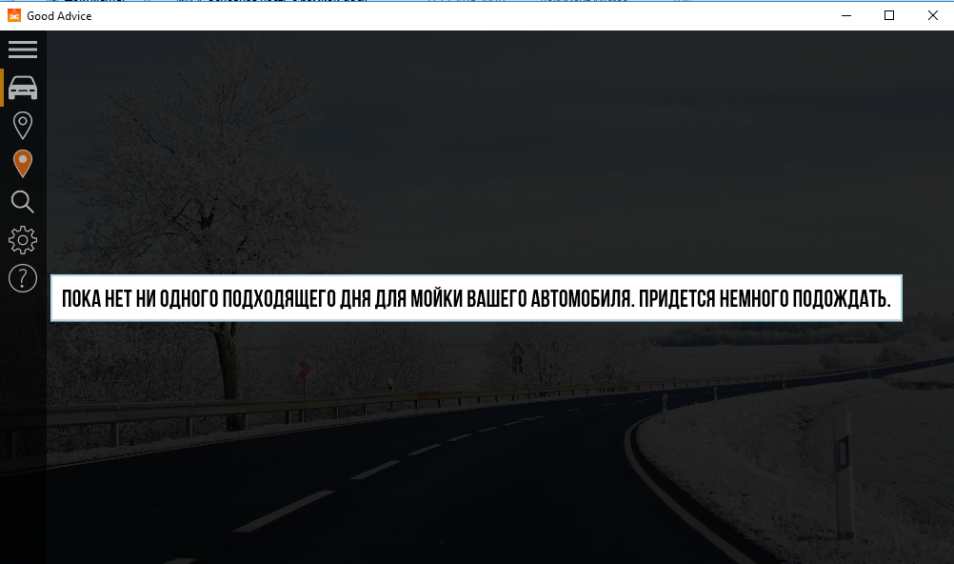 Good Advice
ПОКА НЕТ НИ ОДНОГО ПОДХОДЯЩЕГО ДНЯ ДЛЯ МОЙКИ ВАШЕГО АВТОМОБИЛЯ. ПРИДЕТСЯ НЕМНОГО ПОДОЖДАТЬ.
?